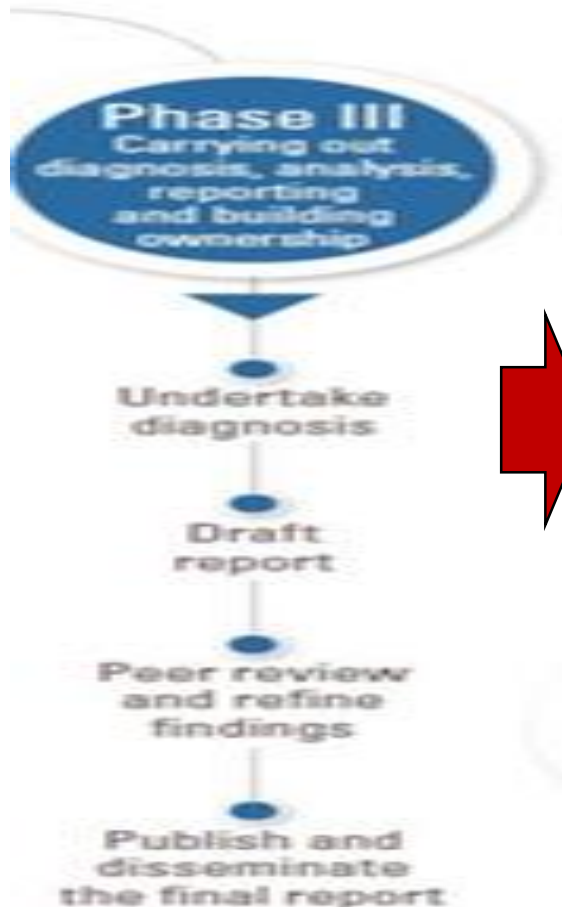 Phase III
Carrying out
diagnosis, analysis,
reporting
and building
ownership
Undertake
diagnosis
Draft
report
Peer review
and refine
findings
Publish and
disseminate
the final report